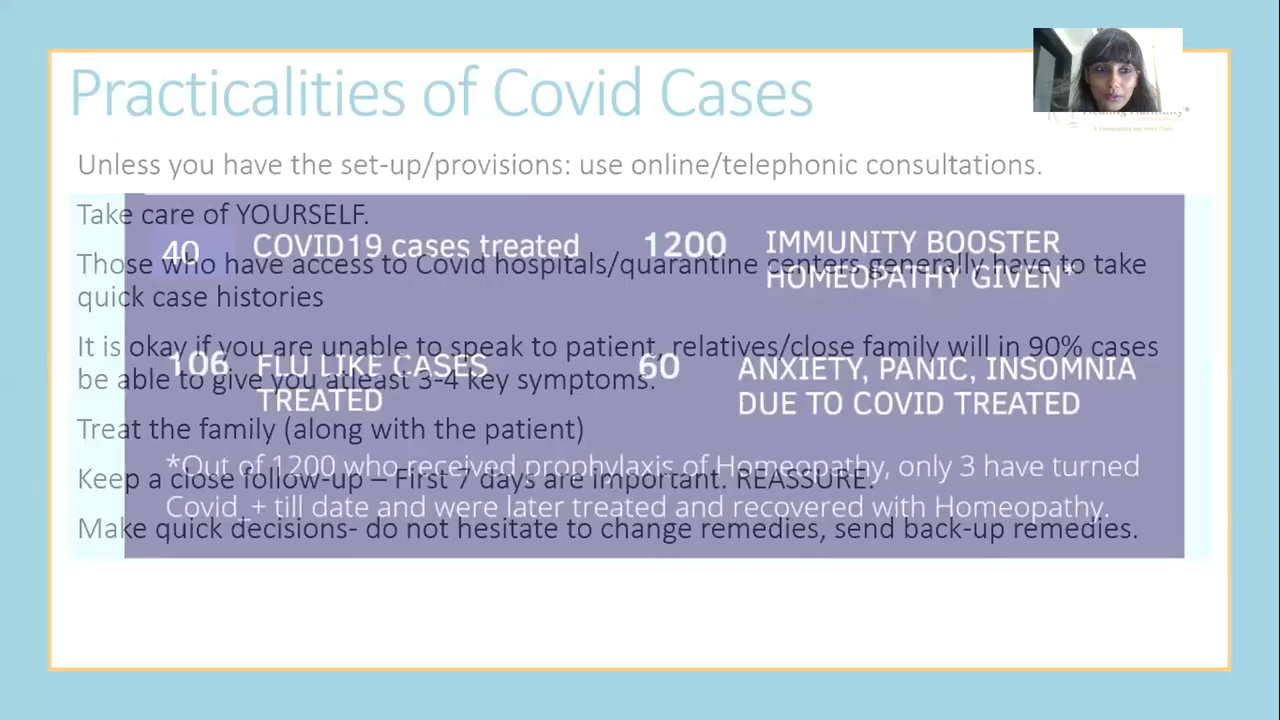 Practicalities of Covid Cases
Healing Harmony*
Unless you have the set-up/provisions: use online/telephonic consultations.
Take care of YOURSELF.
Those who have access to Covid hospitals/quarantine centers generally have to take
quick case histories
It is okay if you are unable to speak to patient, relatives/close family will in 90% cases
be able to give you atleast 3-4 key symptoms.
Treat the family (along with the patient)
Keep a close follow-up – First 7 days are important. REASSURE.
Make quick decisions- do not hesitate to change remedies, send back-up remedies.
40 COVID19 cases treated
1200 IMMUNITY BOOSTER
HOMEOPATHY GIVEN*
106 FLU LIKE CASES
TREATED
60 ANXIETY, PANIC, INSOMNIA
DUE TO COVID TREATED
*Out of 1200 who received prophylaxis of Homeopathy, only 3 have turned
Covid_+ till date and were later treated and recovered with Homeopathy.